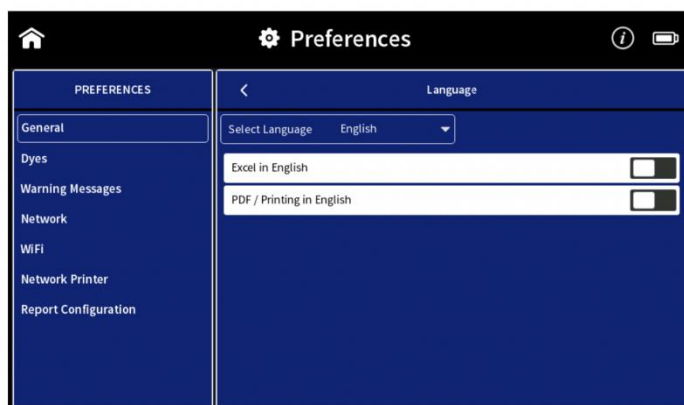 Preferences
PREFERENCES
General
Dyes
Warning Messages
Network
WiFi
Network Printer
Report Configuration
Language
Select Language English
Excel in English
PDF / Printing in English